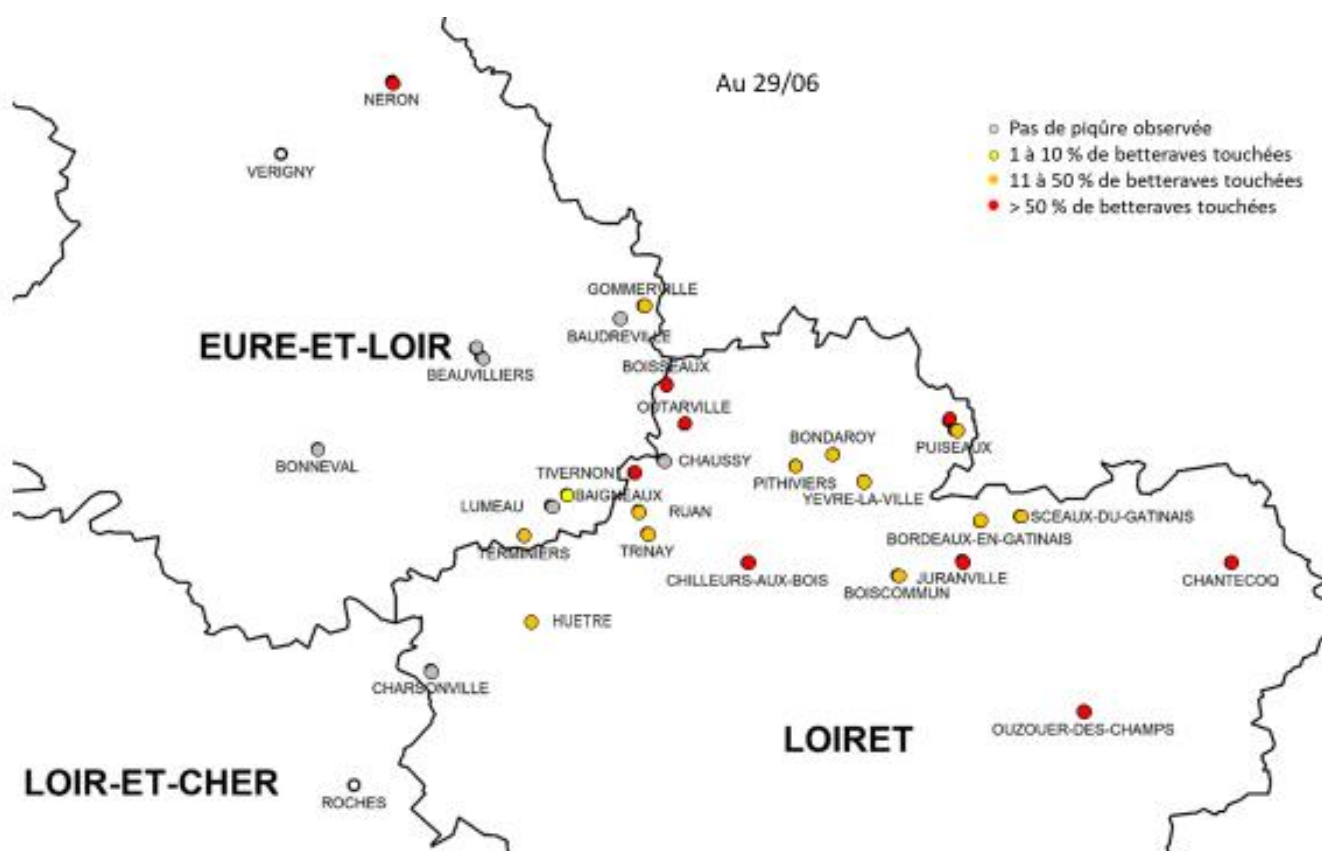 Au 29/06
NERON
Pas de piqûre observée
1 à 10 % de betteraves touchées
VERIGNY
11 à 50 % de betteraves touchées
> 50 % de betteraves touchées
GOMMERVILLE
BAUDREVILLE
EURE-ET-LOIR
BOISSEAUX
BEAUVILLIERS
OUTARVILLE
BONDAROY
PUISEAUX
BONNEVAL
CHAUSSY
TIVERNON
PITHIVIERS
YEVRE-LA-VILLE
BAIGNEAUX
LUMEAU
RUAN
SCEAUX-DU-GATINAIS
BORDEAUX-EN-GATINAIS
TERMINIERS
TRINAY
CHILLEURS-AUX-BOIS
JURANVILLE
CHANTECOQ
BOISCOMMUN
HUETRE
CHARSONVILLE
OUZOUER-DES-CHAMPS
LOIRET
LOIR-ET-CHER
ROCHES